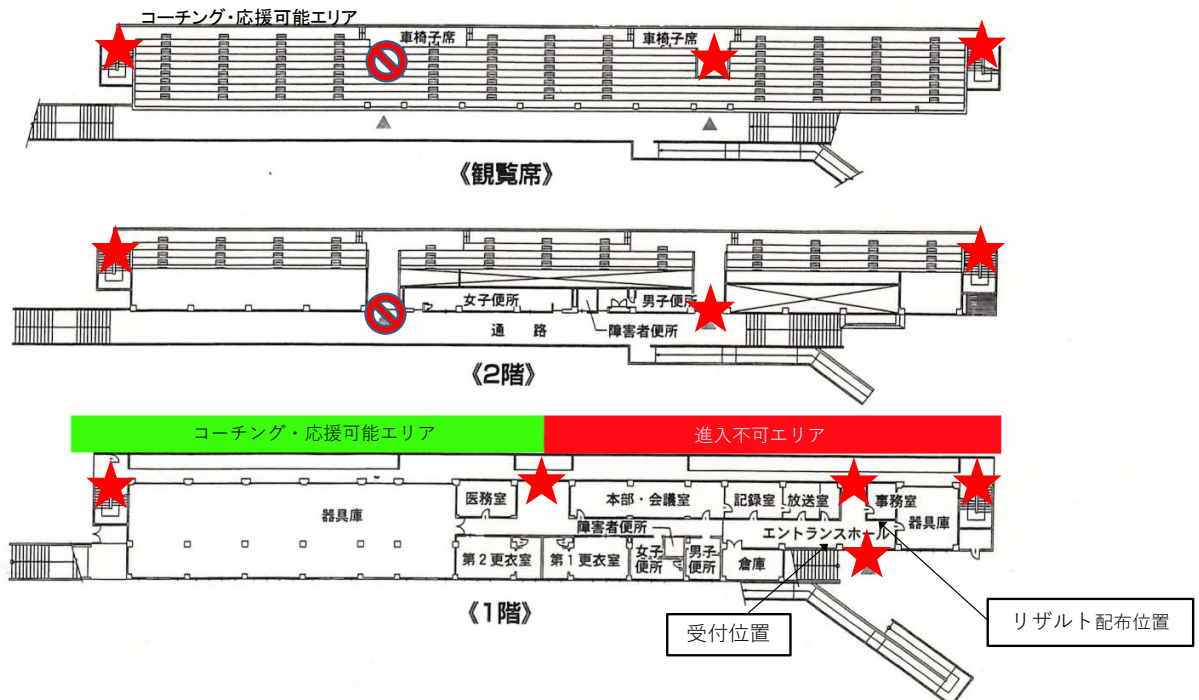 コーチング・応援可能エリア
車椅子席
車椅子席
《観覧席》
女子便所
男子便所
通路
障害者便所
《2階》
コーチング・応援可能エリア
進入不可エリア
器具庫
医務室
本部・会議室
記録室
放送室
事務室
器具庫
障害者便所
エントランスホール
第2更衣室
第1更衣室
女子便所
男子便所
倉庫
《1階》
受付位置
リザルト配布位置